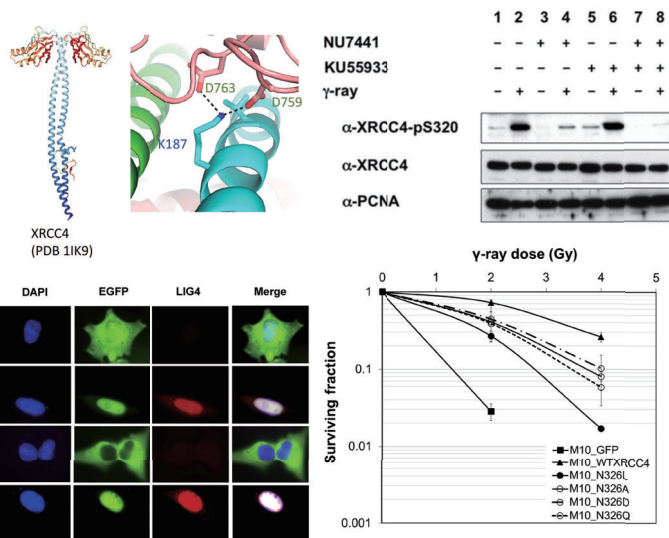 XRCC4
(PDB 1IK9)
D763
D759
K187
1 2 3 4 5 6 7 8
NU7441 – – + + – – + +
KU55933 – – – – + + + +
γ-ray – + – + – + – +
α-XRCC4-pS320
α-XRCC4
α-PCNA
DAPI EGFP LIG4 Merge
γ-ray dose (Gy)
0 1 2 3 4 5
1
0.1
0.01
0.001
Surviving fraction
M10_GFP
M10_WTXRCC4
M10_N326L
M10_N326A
M10_N326D
M10_N326Q